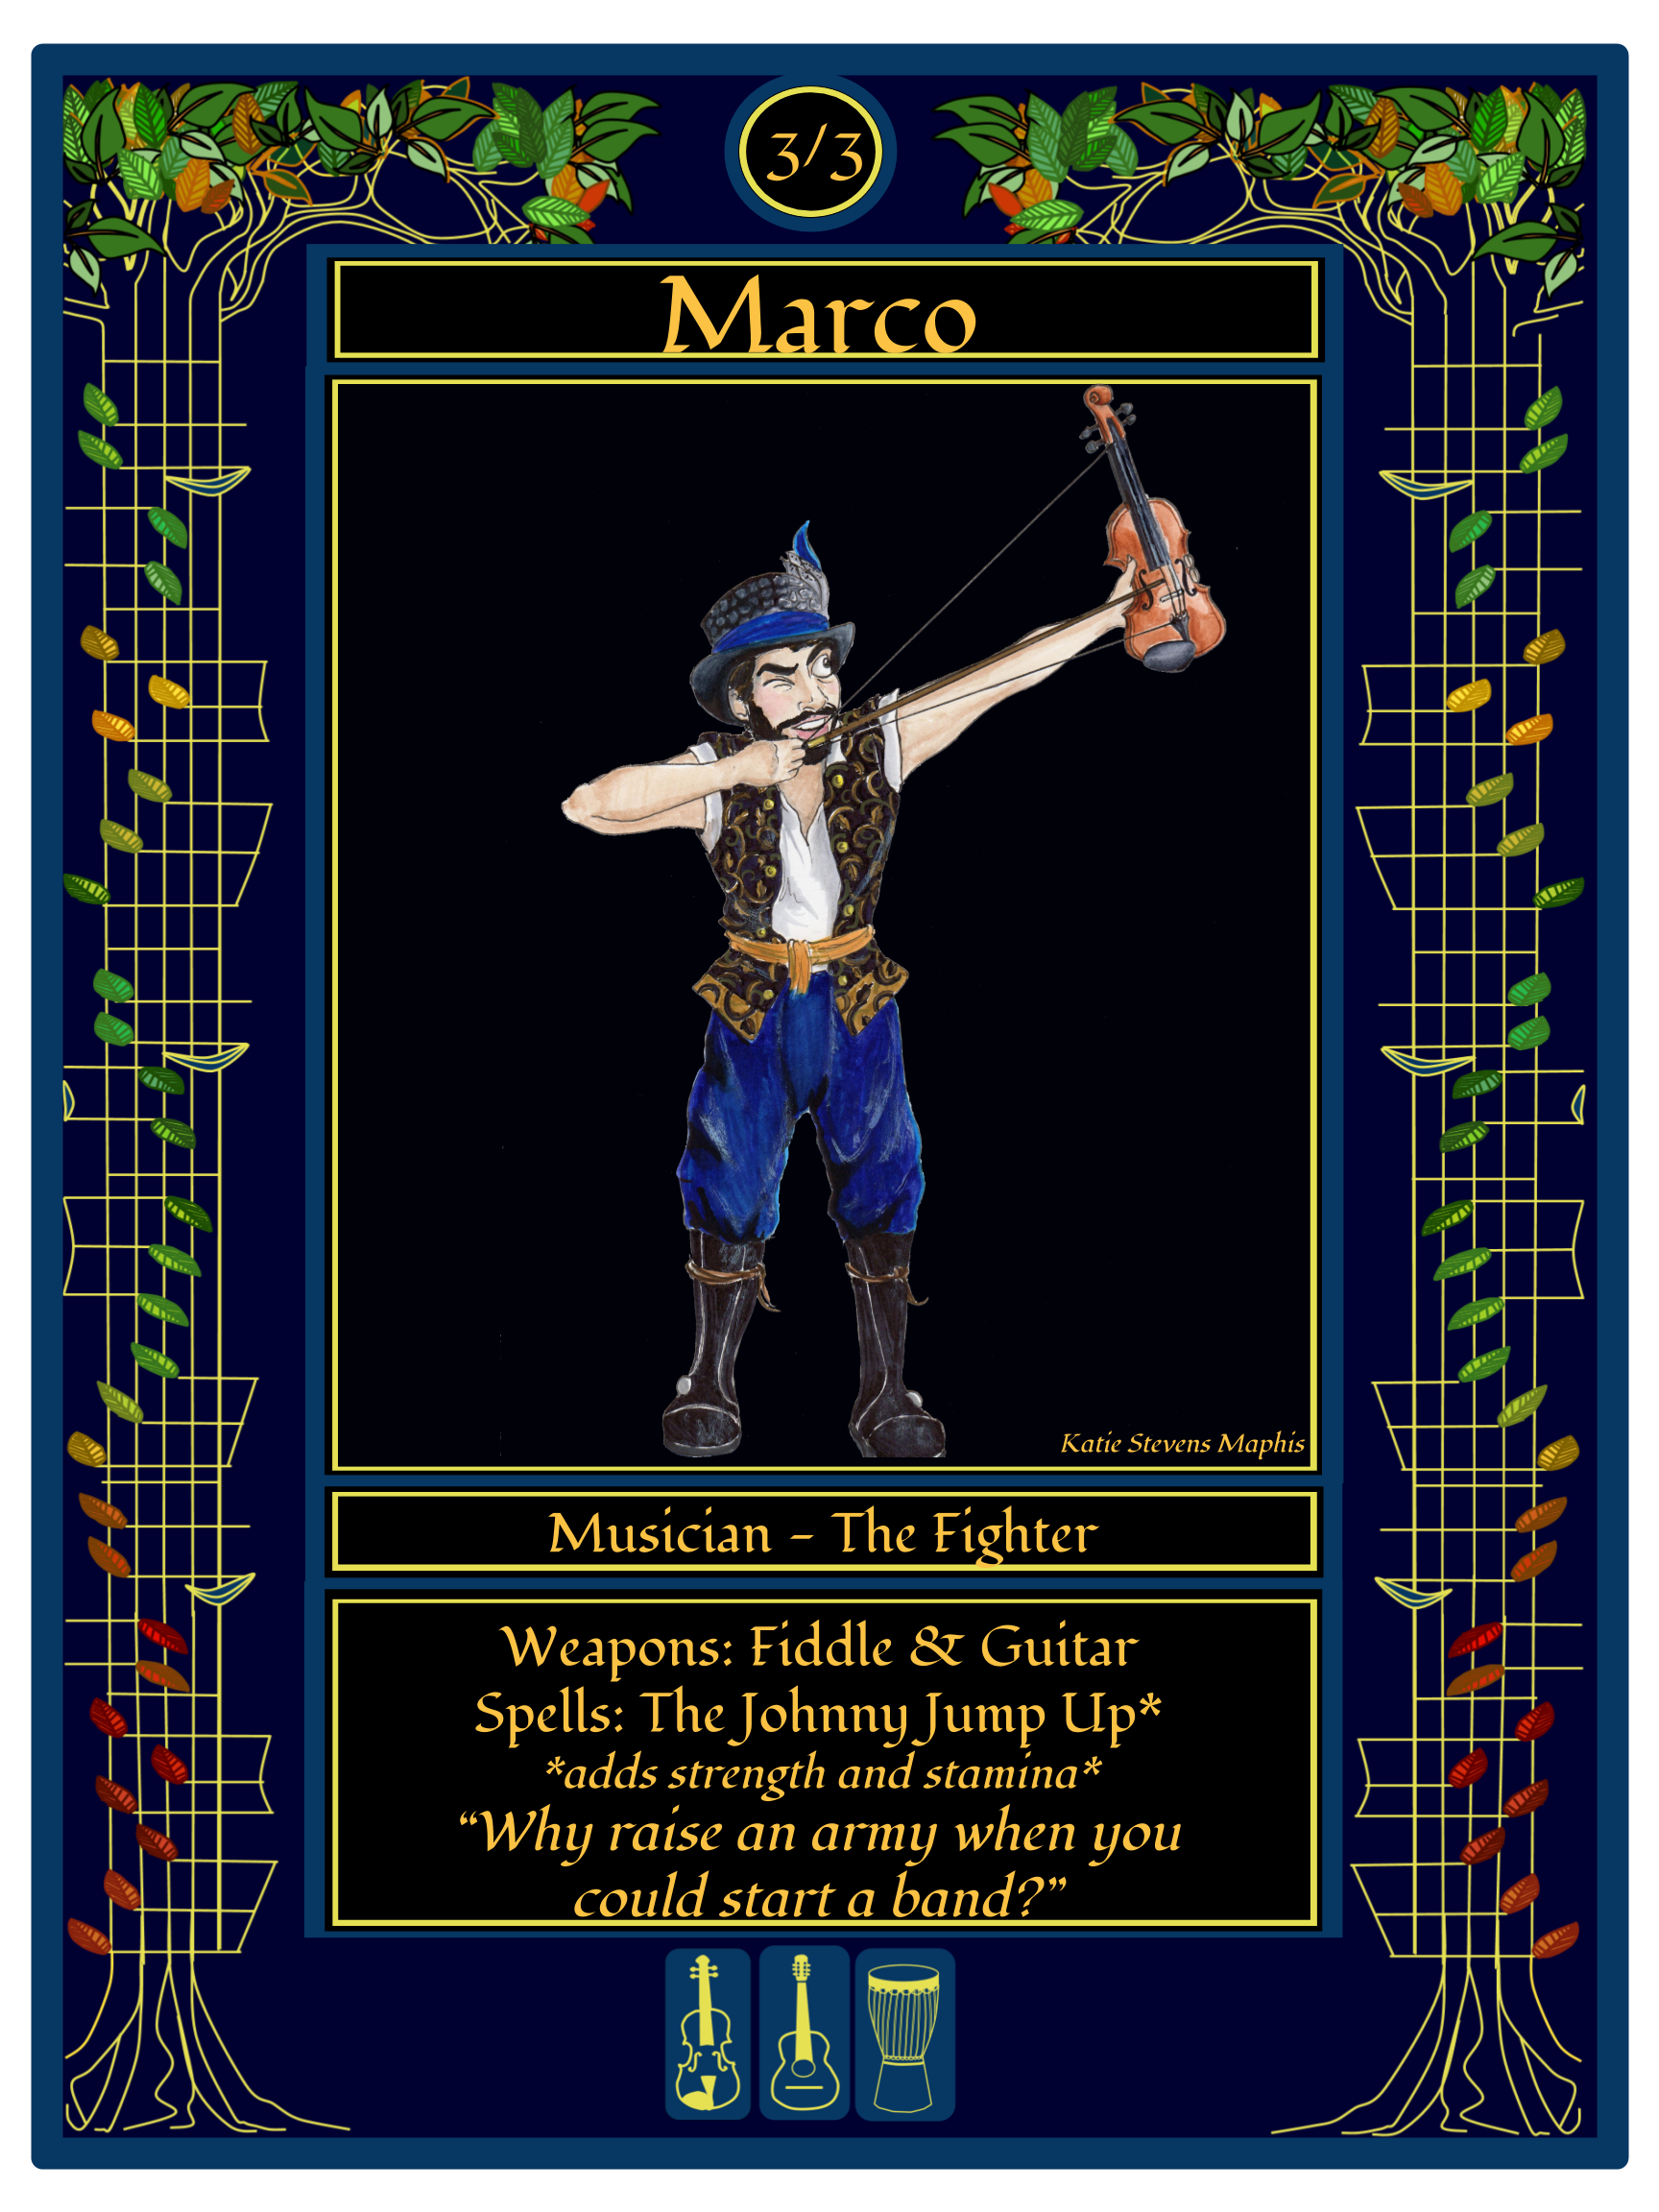 3/3
Marco
Katie Stevens Maphis
Musician - The Fighter
Weapons: Fiddle & Guitar
Spells: The Johnny Jump Up*
*adds strength and stamina*
“Why raise an army when you
could start a band?”